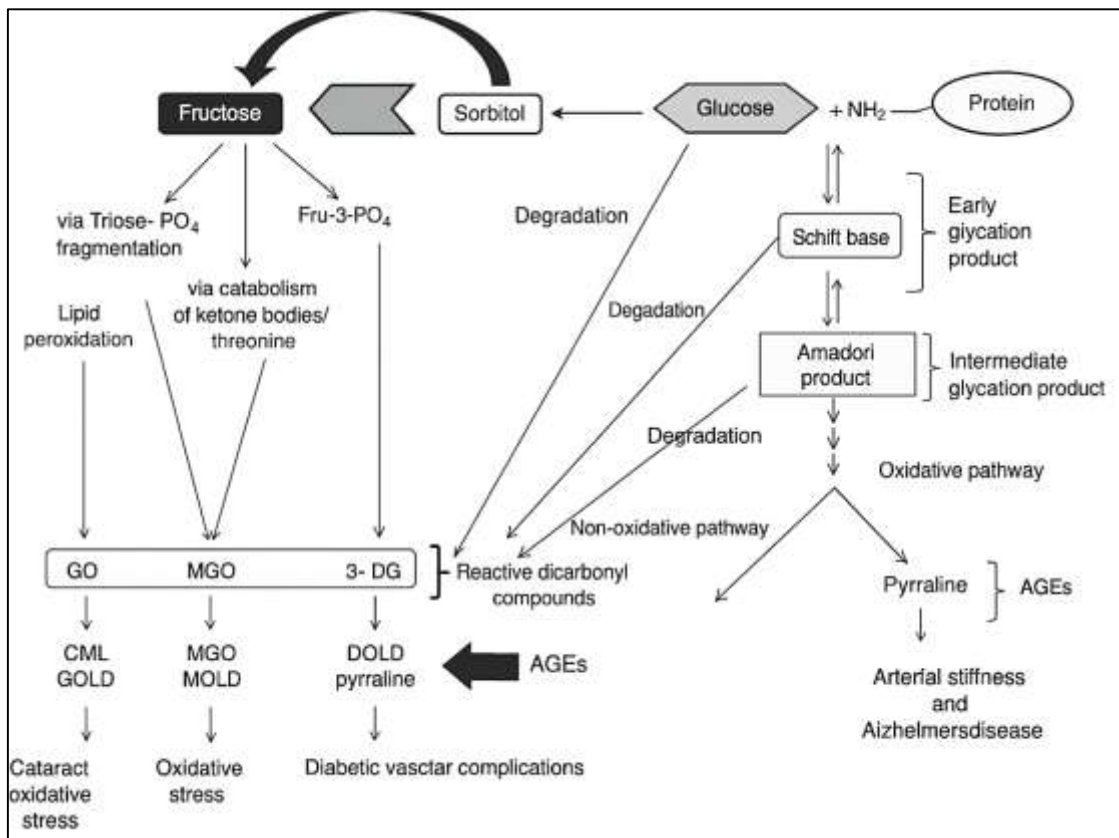 Fructose
Sorbitol
Glucose
+ NH₂
Protein
via Triose- PO₄
fragmentation
Fru-3-PO₄
Degradation
Schift base
Early
glycation
product
via catabolism
of ketone bodies/
threonine
Lipid
peroxidation
Degadation
Amadori
product
Intermediate
glycation product
Degradation
Oxidative pathway
Non-oxidative pathway
GO
MGO
3- DG
Reactive dicarbonyl
compounds
Pyrraline
AGEs
CML
GOLD
MGO
MOLD
DOLD
pyrraline
AGEs
Arterial stiffness
and
Aizhelmersdisease
Cataract
oxidative
stress
Oxidative
stress
Diabetic vasctar complications